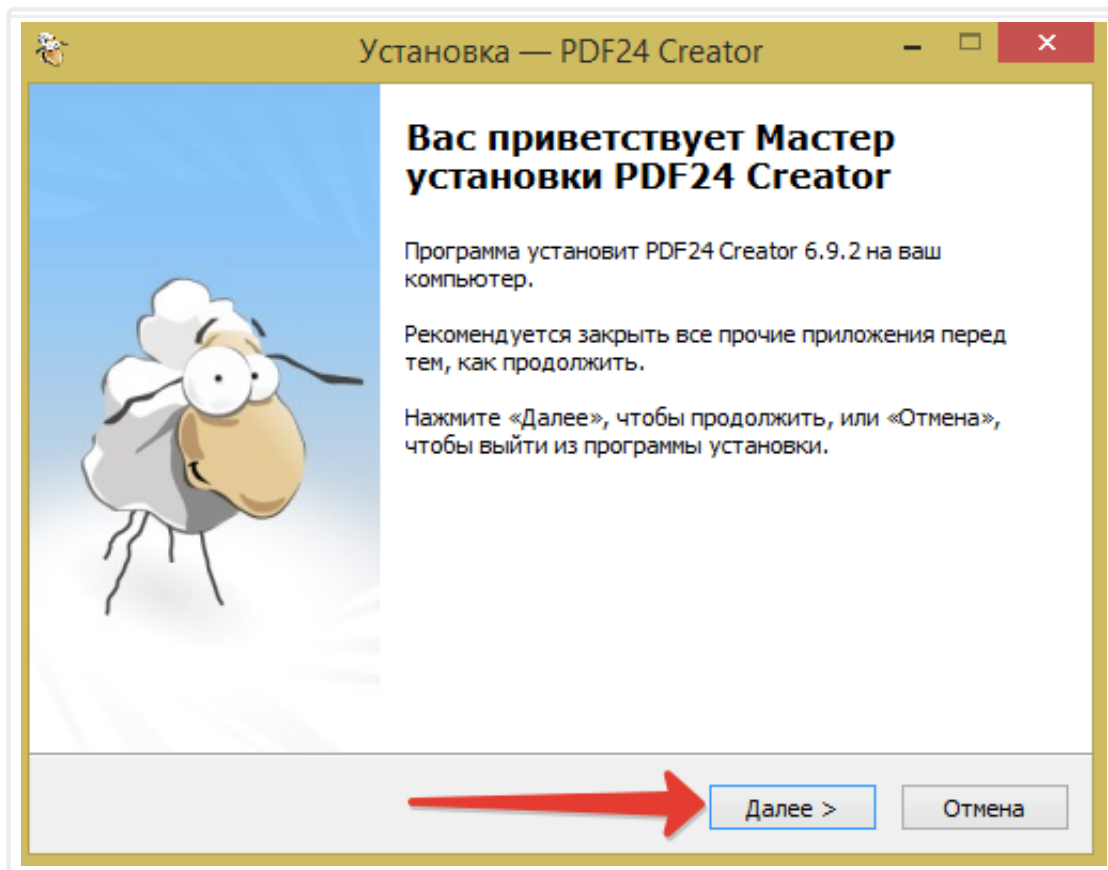 Установка — PDF24 Creator
Вас приветствует Мастер
установки PDF24 Creator
Программа установит PDF24 Creator 6.9.2 на ваш
компьютер.
Рекомендуется закрыть все прочие приложения перед
тем, как продолжить.
Нажмите «Далее», чтобы продолжить, или «Отмена»,
чтобы выйти из программы установки.
Далее >
Отмена